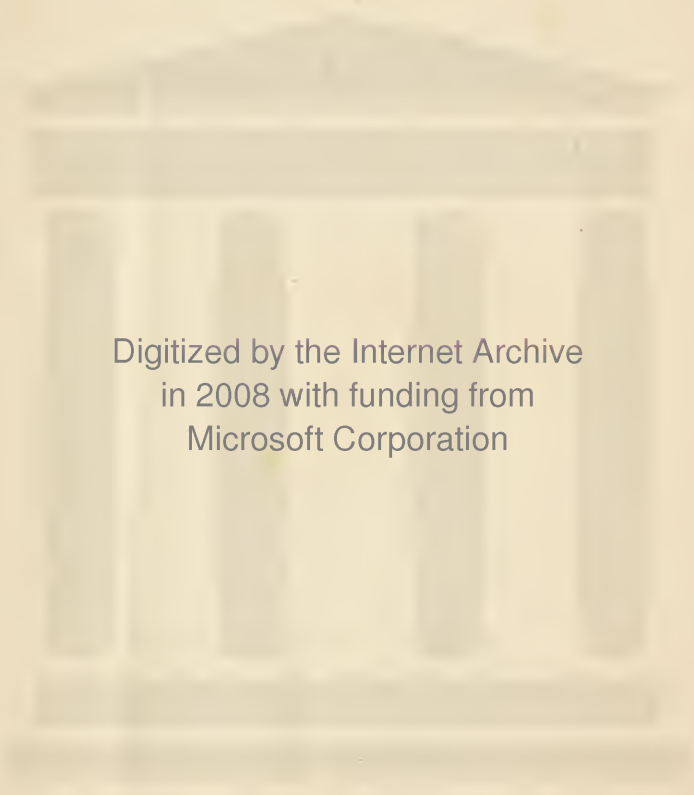 Digitized by the Internet Archive
in 2008 with funding from
Microsoft Corporation